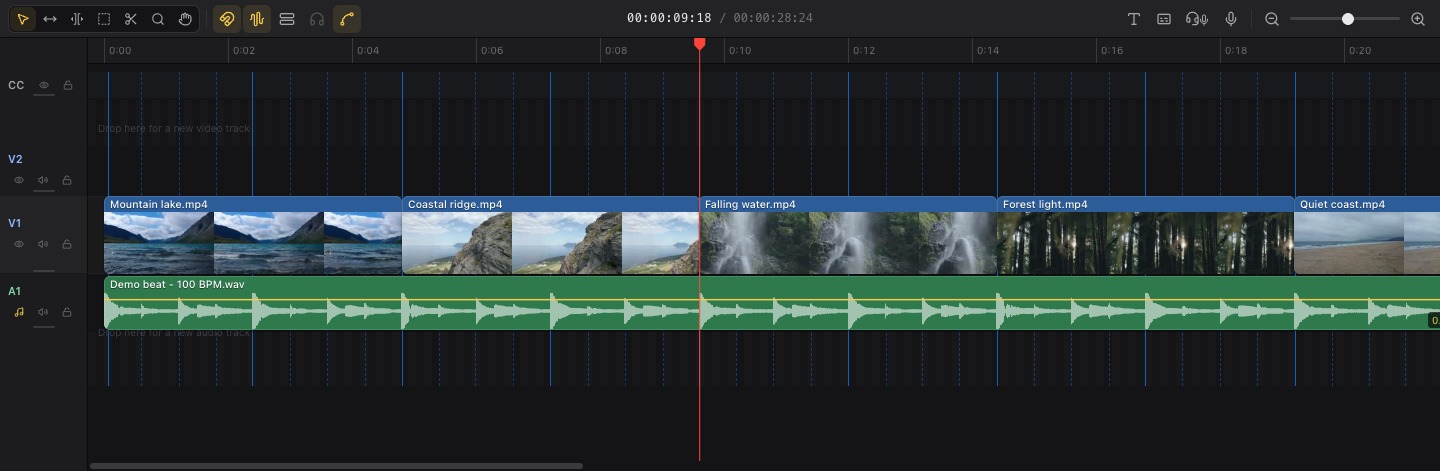 00:00:09:18 / 00:00:28:24
0:00 0:02 0:04 0:06 0:08 0:10 0:12 0:14 0:16 0:18 0:20
CC
Drop here for a new video track
V2
Mountain lake.mp4 Coastal ridge.mp4 Falling water.mp4 Forest light.mp4 Quiet coast.mp4
V1
Demo beat - 100 BPM.wav
A1
Drop here for a new audio track